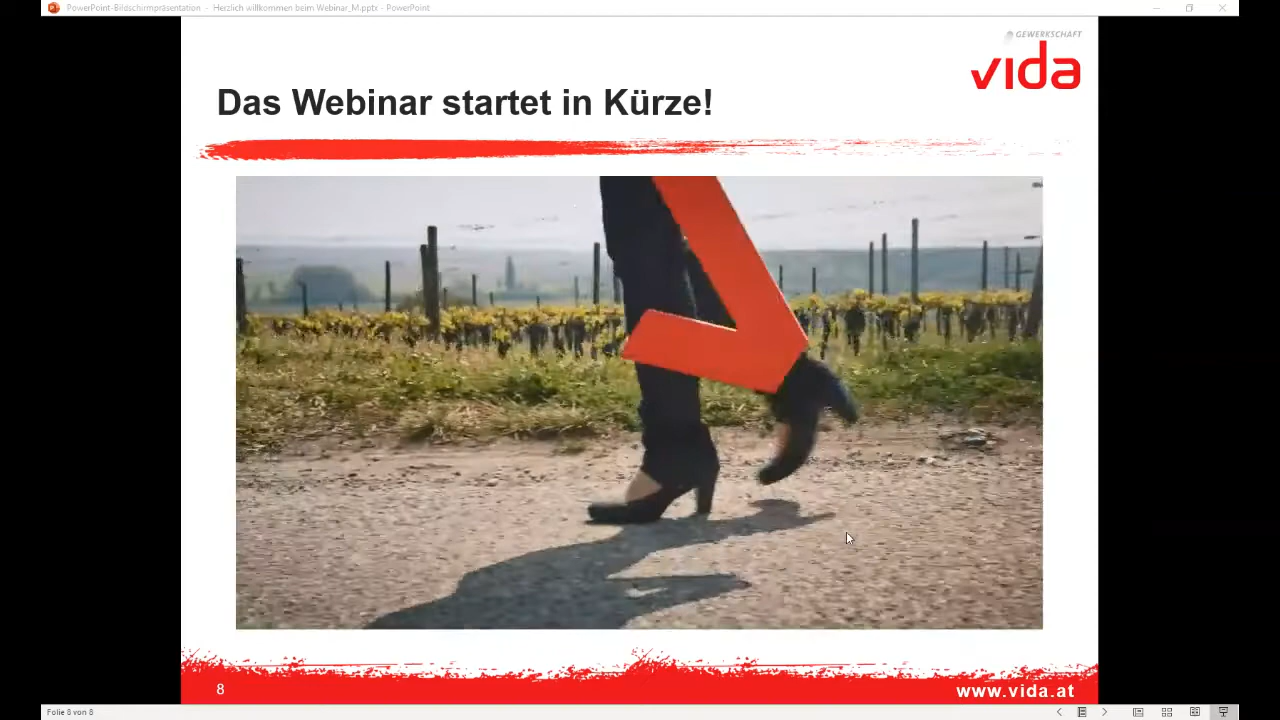 PowerPoint-Bildschirmpräsentation - Herzlich willkommen beim Webinar_M.pptx - PowerPoint
GEWERKSCHAFT
vida
Das Webinar startet in Kürze!
8
www.vida.at
Folie 8 von 8